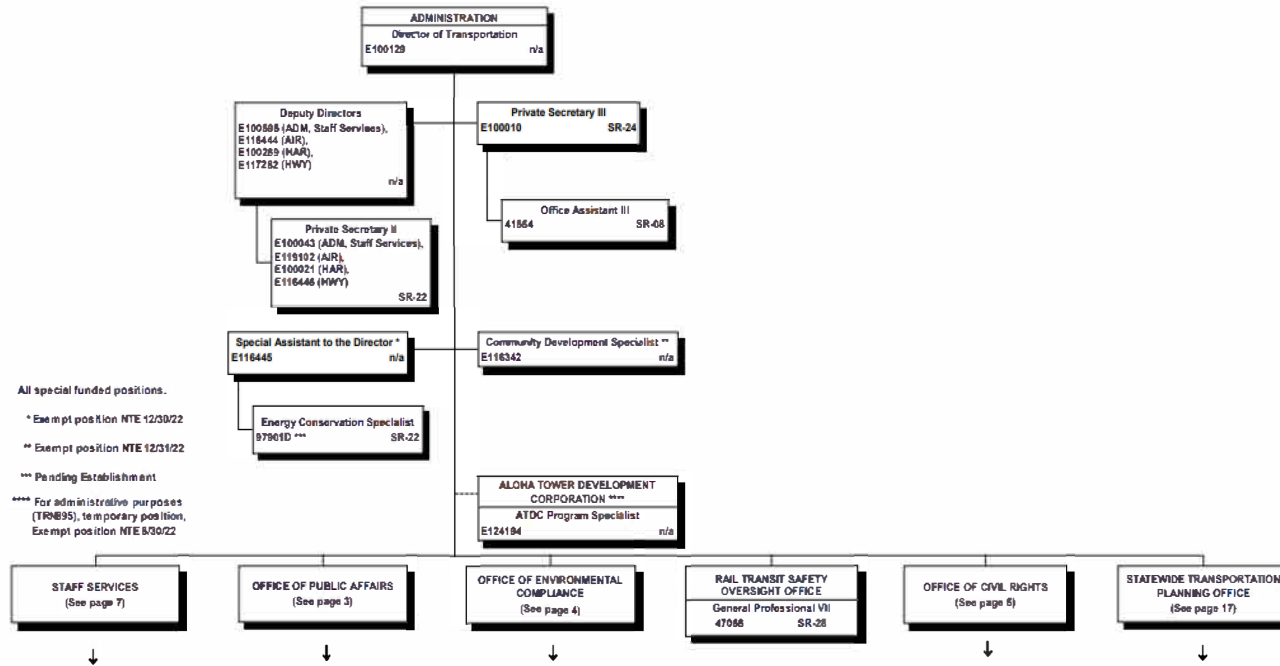 ADMINISTRATION
Director of Transportation
E100129 n/a
Deputy Directors
E100595 (ADM, Staff Services),
E116444 (AIR),
E100289 (HAR),
E117282 (HWY)
n/a
Private Secretary III
E100010 SR-24
Office Assistant III
41554 SR-08
Private Secretary II
E100043 (ADM, Staff Services),
E119102 (AIR),
E100021 (HAR),
E116446 (HWY)
SR-22
Special Assistant to the Director *
E116445 n/a
Community Development Specialist **
E116342 n/a
Energy Conservation Specialist
97901D *** SR-22
All special funded positions.
* Exempt position NTE 12/30/22
** Exempt position NTE 12/31/22
*** Pending Establishment
**** For administrative purposes
(TRN895), temporary position,
Exempt position NTE 6/30/22
ALOHA TOWER DEVELOPMENT
CORPORATION ****
ATDC Program Specialist
E124194 n/a
STAFF SERVICES
(See page 7)
OFFICE OF PUBLIC AFFAIRS
(See page 3)
OFFICE OF ENVIRONMENTAL
COMPLIANCE
(See page 4)
RAIL TRANSIT SAFETY
OVERSIGHT OFFICE
General Professional VII
47056 SR-28
OFFICE OF CIVIL RIGHTS
(See page 5)
STATEWIDE TRANSPORTATION
PLANNING OFFICE
(See page 17)